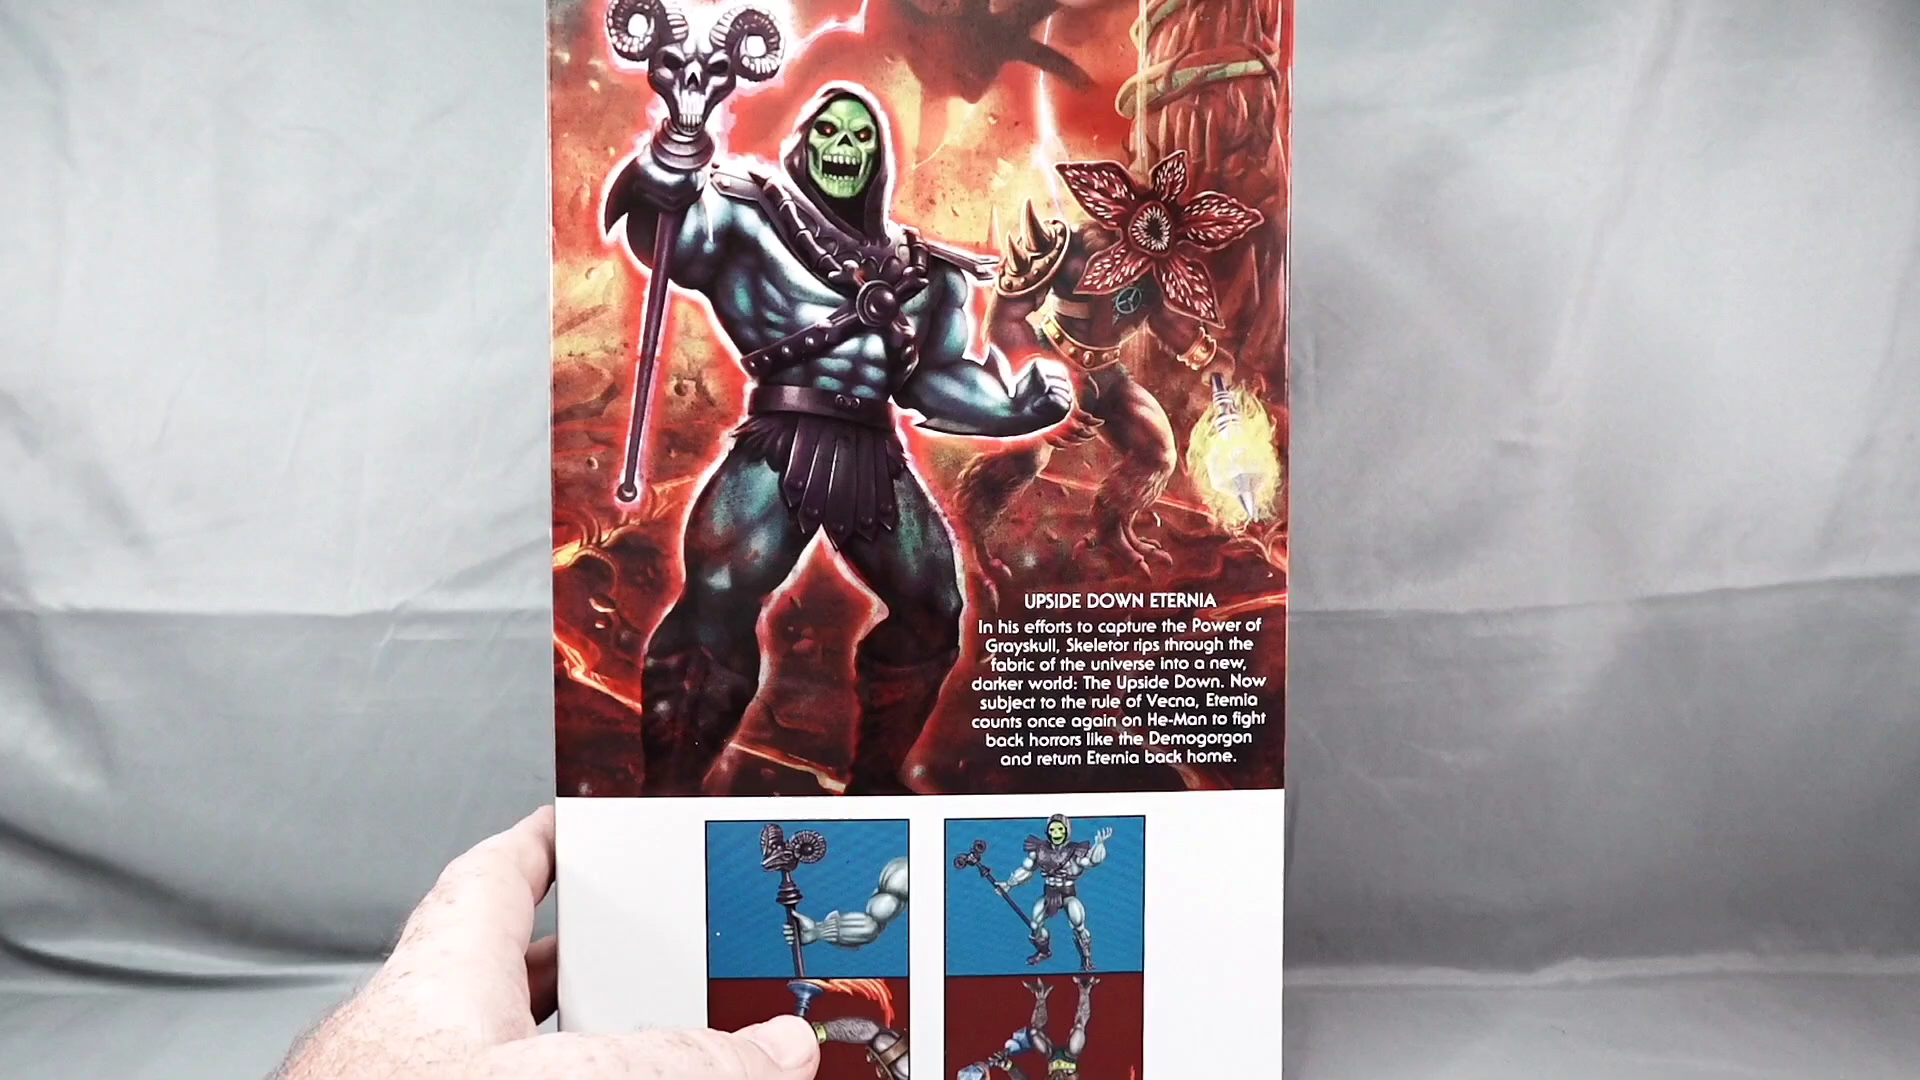 UPSIDE DOWN ETERNIA
In his efforts to capture the Power of
Grayskull, Skeletor rips through the
fabric of the universe into a new,
darker world: The Upside Down. Now
subject to the rule of Vecna, Eternia
counts once again on He-Man to fight
back horrors like the Demogorgon
and return Eternia back home.